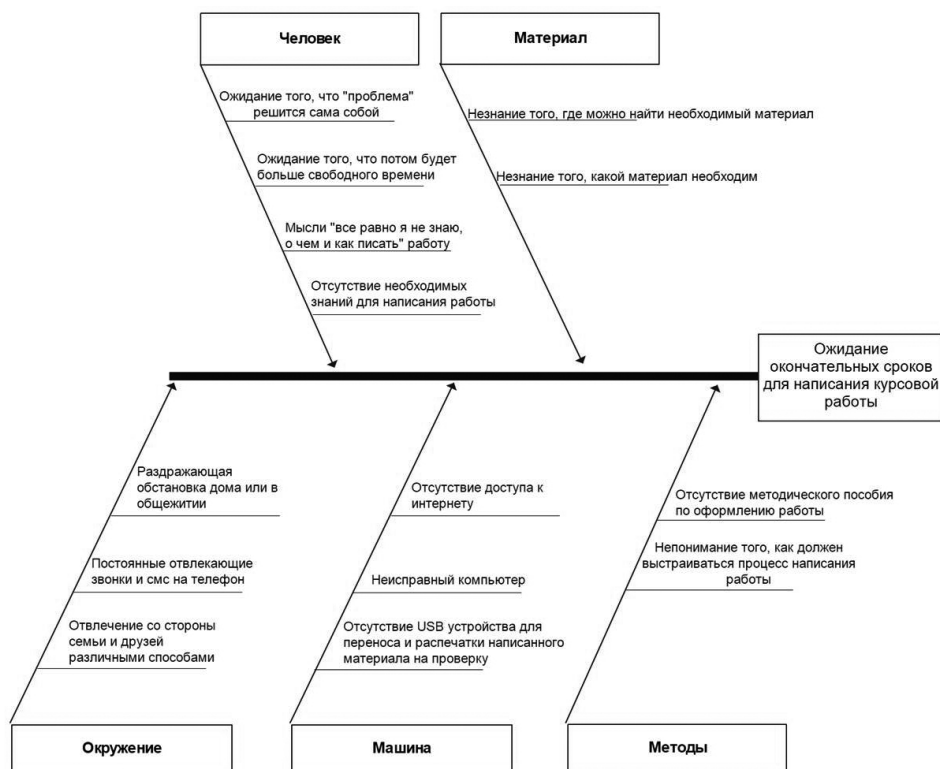 Человек
Материал
Ожидание того, что "проблема"
решится сама собой
Ожидание того, что потом будет
больше свободного времени
Мысли "все равно я не знаю,
о чем и как писать" работу
Отсутствие необходимых
знаний для написания работы
Незнание того, где можно найти необходимый материал
Незнание того, какой материал необходим
Ожидание
окончательных сроков
для написания курсовой
работы
Раздражающая
обстановка дома или в
общежитии
Постоянные отвлекающие
звонки и смс на телефон
Отвлечение со стороны
семьи и друзей
различными способами
Отсутствие доступа к
интернету
Неисправный компьютер
Отсутствие USB устройства для
переноса и распечатки написанного
материала на проверку
Отсутствие методического пособия
по оформлению работы
Непонимание того, как должен
выстраиваться процесс написания
работы
Окружение
Машина
Методы